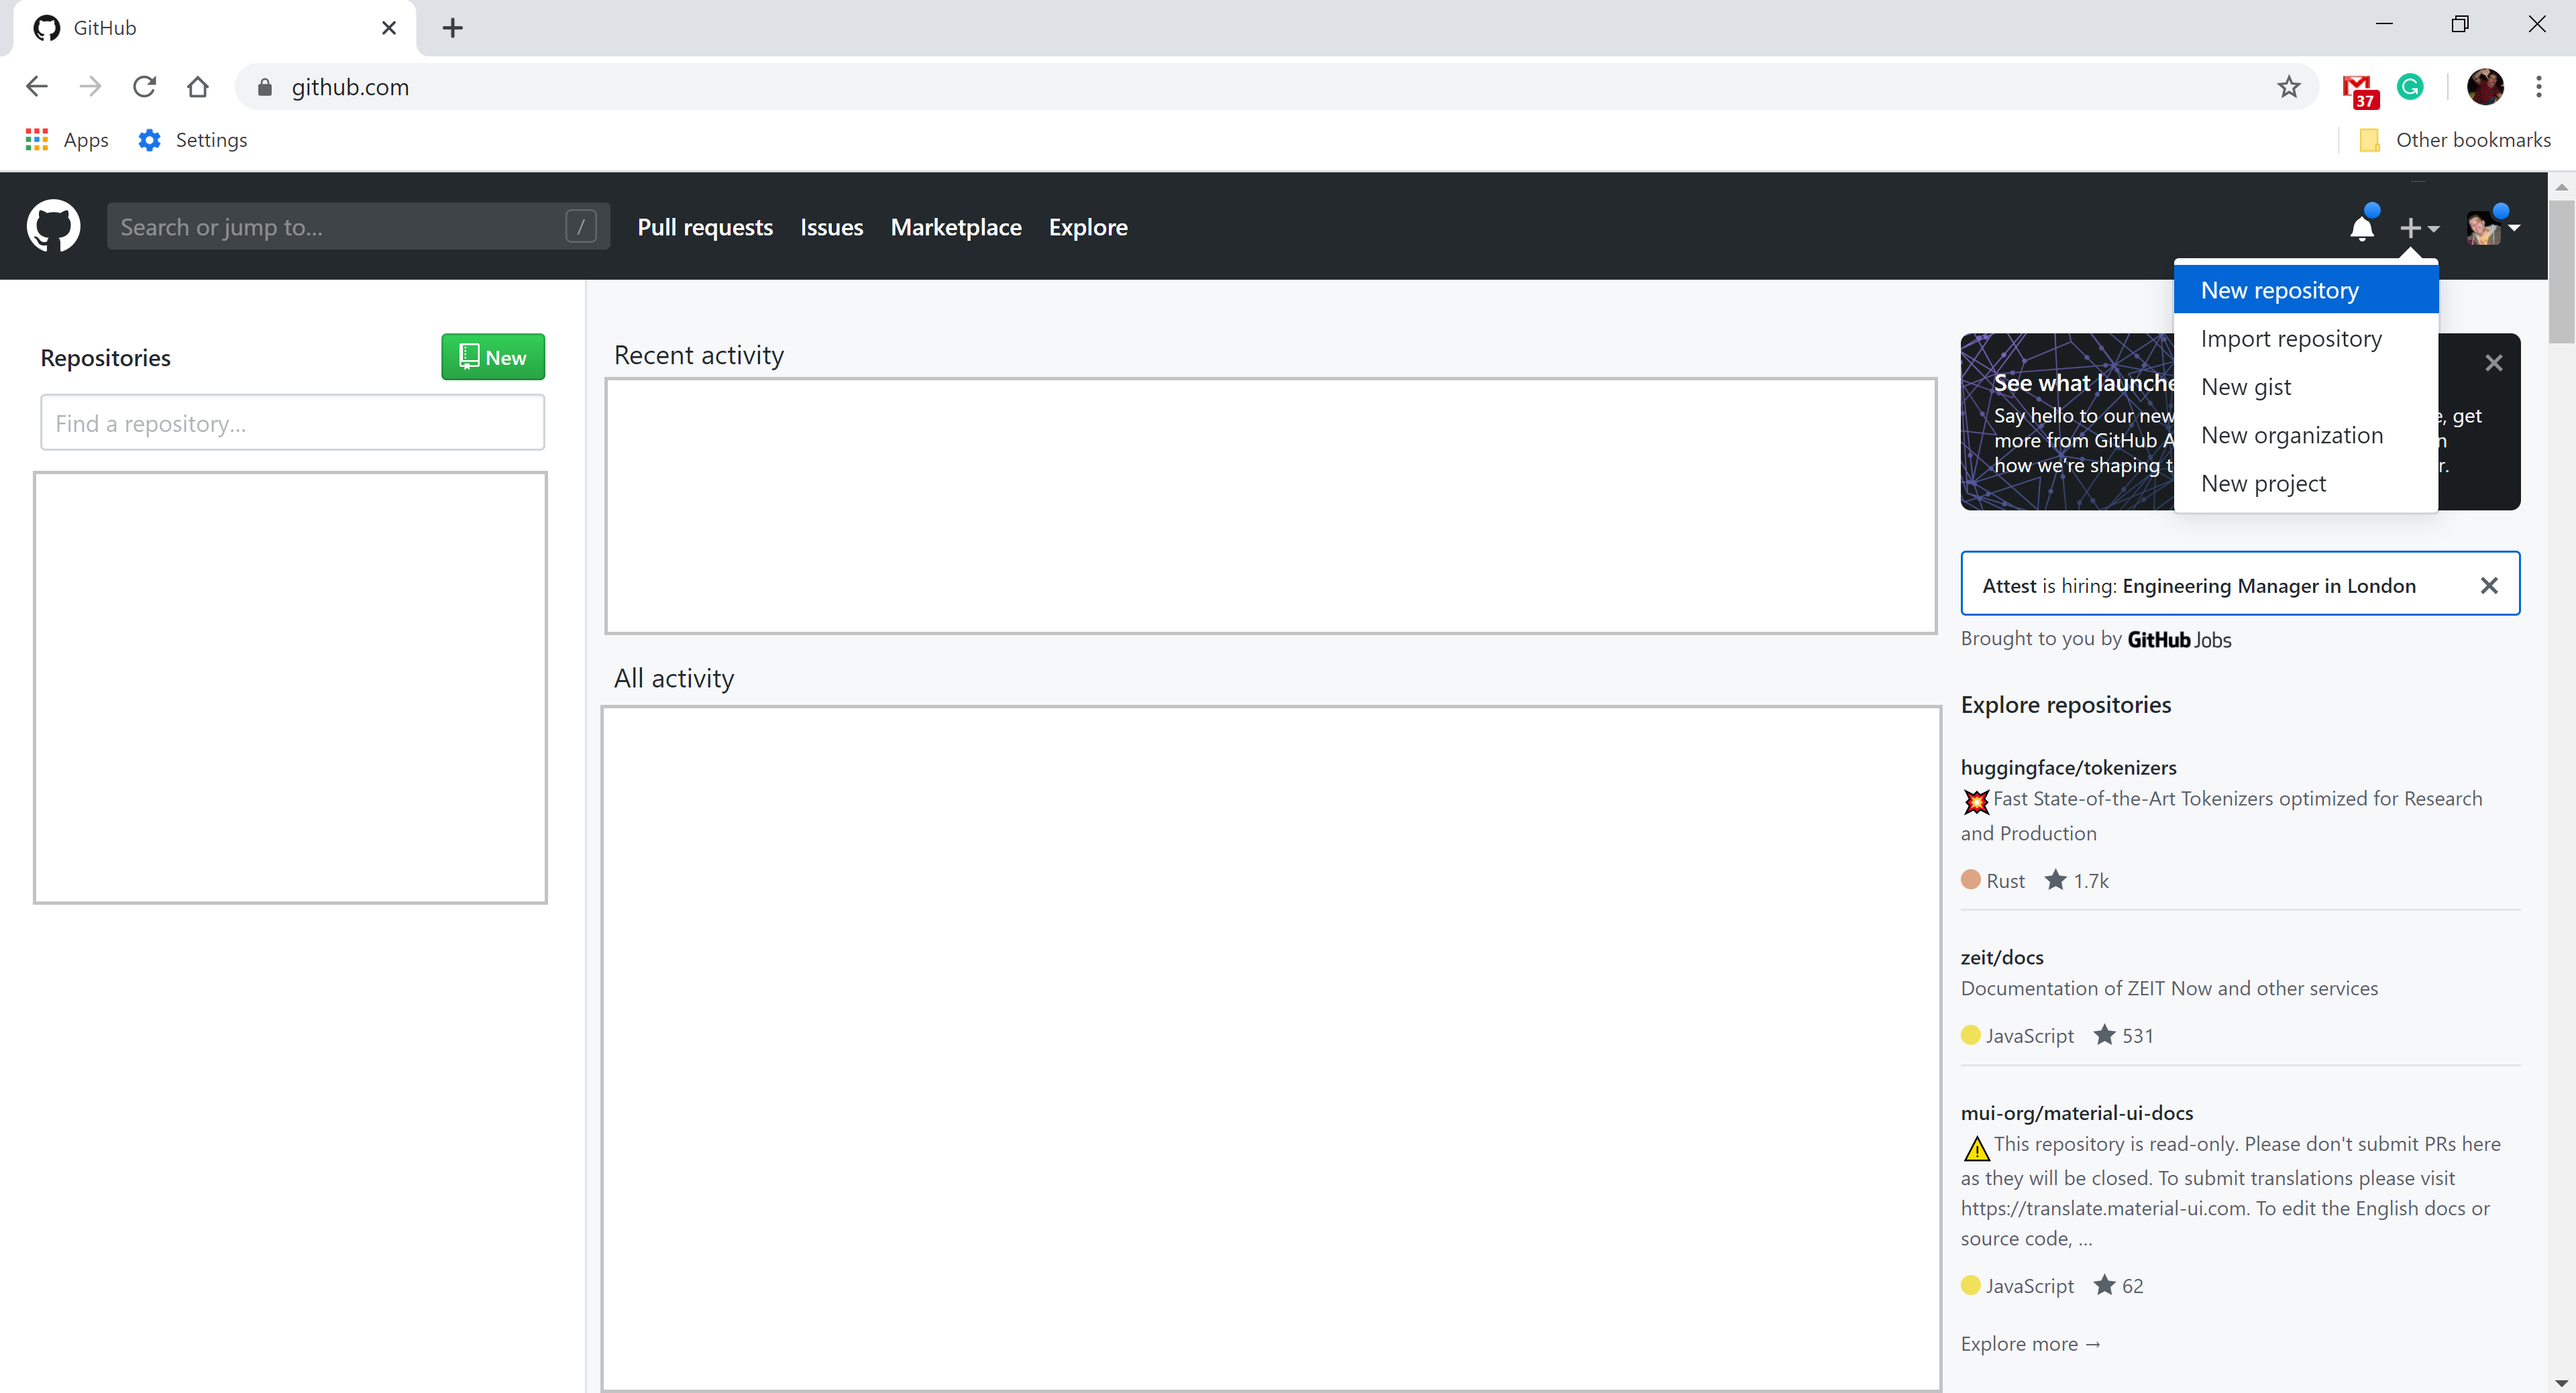 GitHub
github.com
37
Apps
Settings
Other bookmarks
Search or jump to...
/
Pull requests
Issues
Marketplace
Explore
New repository
Import repository
New gist
New organization
New project
Repositories
New
Find a repository...
Recent activity
All activity
See what launche
Say hello to our new
, get
more from GitHub A
n
how we're shaping t
r.
Attest is hiring: Engineering Manager in London
Brought to you by GitHub Jobs
Explore repositories
huggingface/tokenizers
Fast State-of-the-Art Tokenizers optimized for Research
and Production
Rust ★ 1.7k
zeit/docs
Documentation of ZEIT Now and other services
JavaScript ★ 531
mui-org/material-ui-docs
This repository is read-only. Please don't submit PRs here
as they will be closed. To submit translations please visit
https://translate.material-ui.com. To edit the English docs or
source code, ...
JavaScript ★ 62
Explore more →